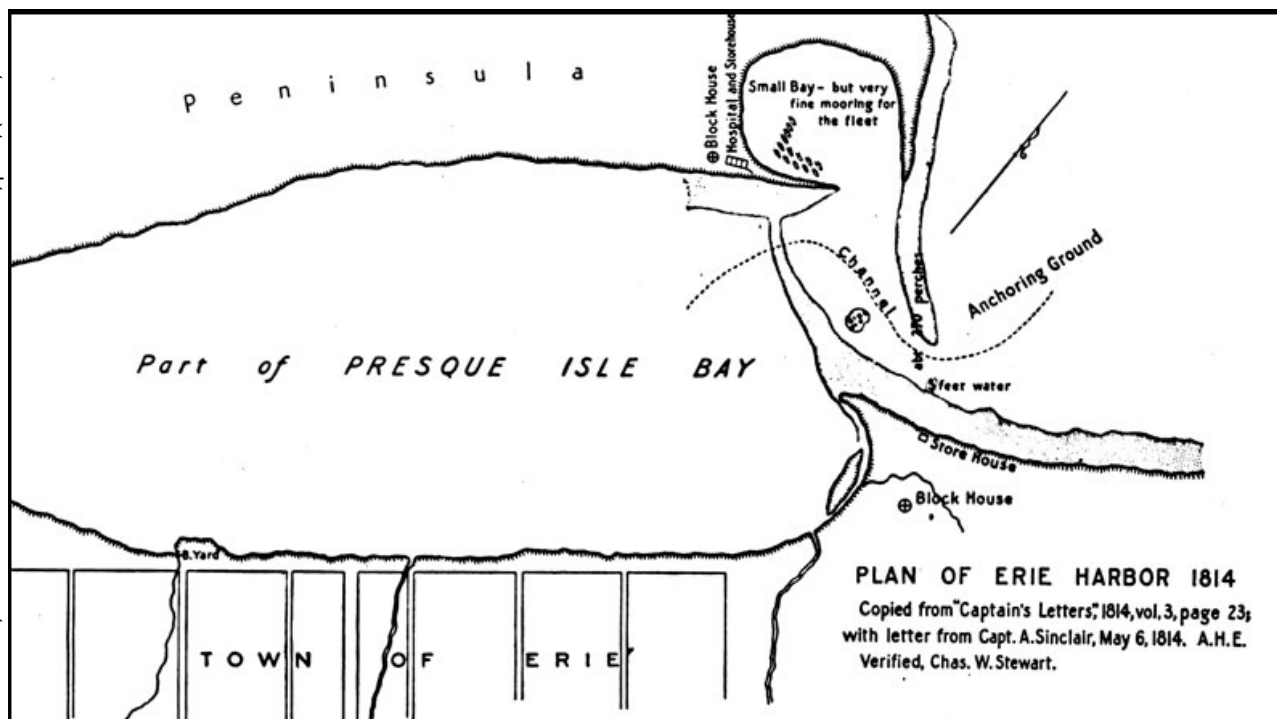 Peninsula
Block House
Hospital and Storehouse
Small Bay - but very
fine mooring for
the fleet
Channel
abt 270 perches
Anchoring Ground
Part of PRESQUE ISLE BAY
5 feet water
Store House
Block House
B. Yard
TOWN OF ERIE
PLAN OF ERIE HARBOR 1814
Copied from "Captain's Letters," 1814, vol. 3, page 23;
with letter from Capt. A. Sinclair, May 6, 1814. A.H.E.
Verified, Chas. W. Stewart.